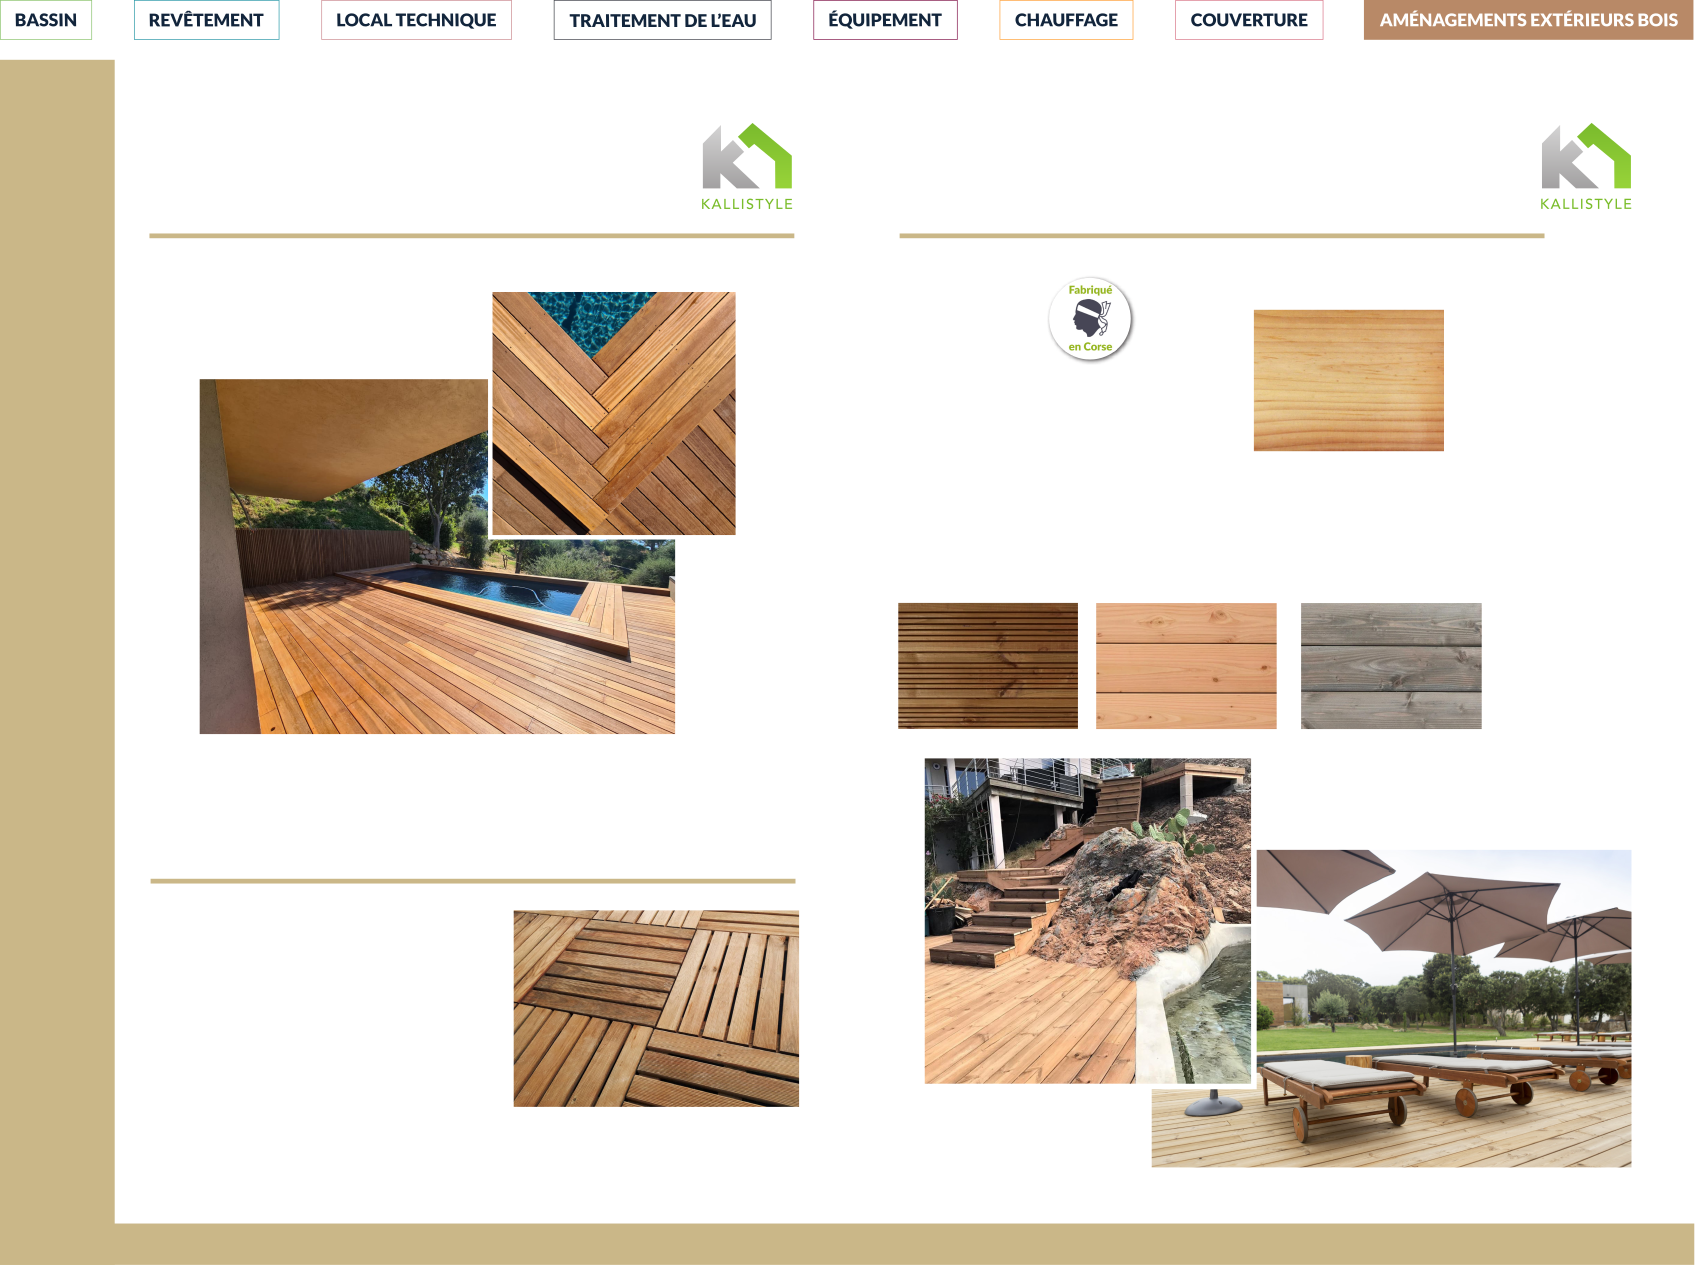 BASSIN
REVÊTEMENT
LOCAL TECHNIQUE
TRAITEMENT DE L'EAU
ÉQUIPEMENT
CHAUFFAGE
COUVERTURE
AMÉNAGEMENTS EXTÉRIEURS BOIS
KALLISTYLE
KALLISTYLE
Fabriqué
en Corse